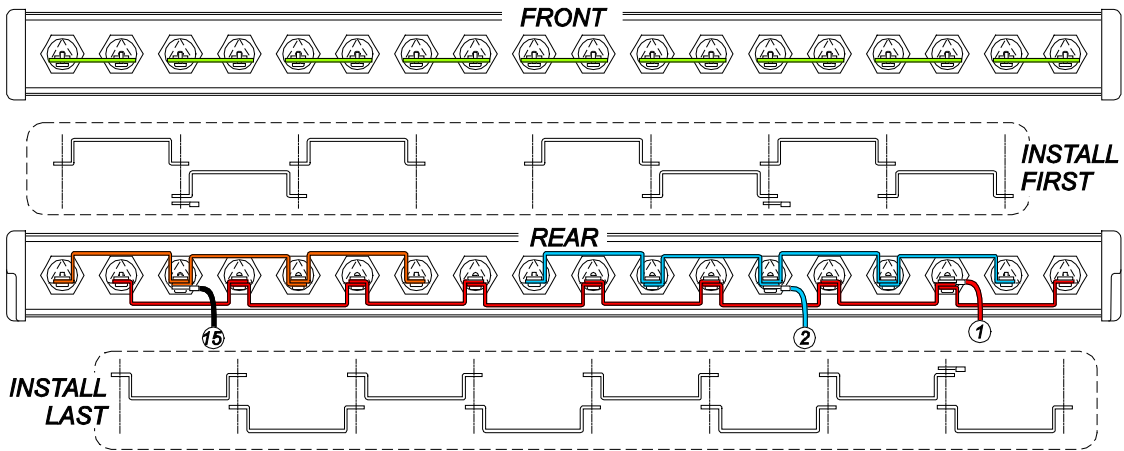 FRONT
INSTALL
FIRST
REAR
15
2
1
INSTALL
LAST